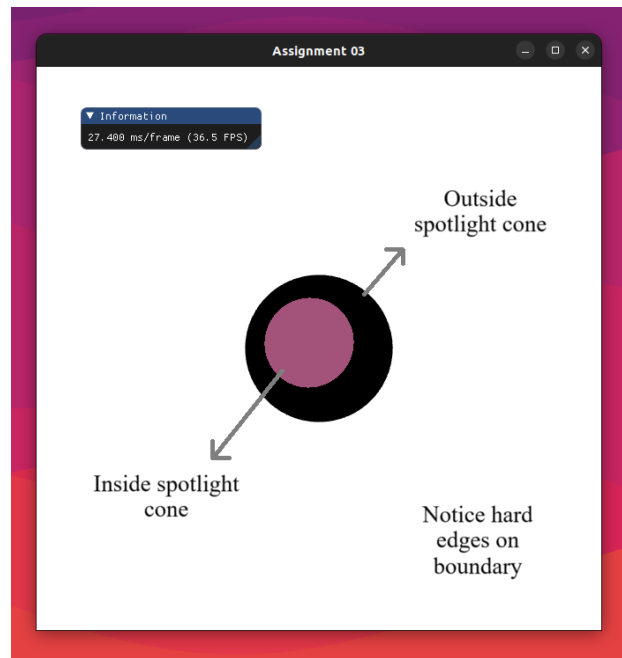 Assignment 03
Information
27.400 ms/frame (36.5 FPS)
Outside
spotlight cone
Inside spotlight
cone
Notice hard
edges on
boundary